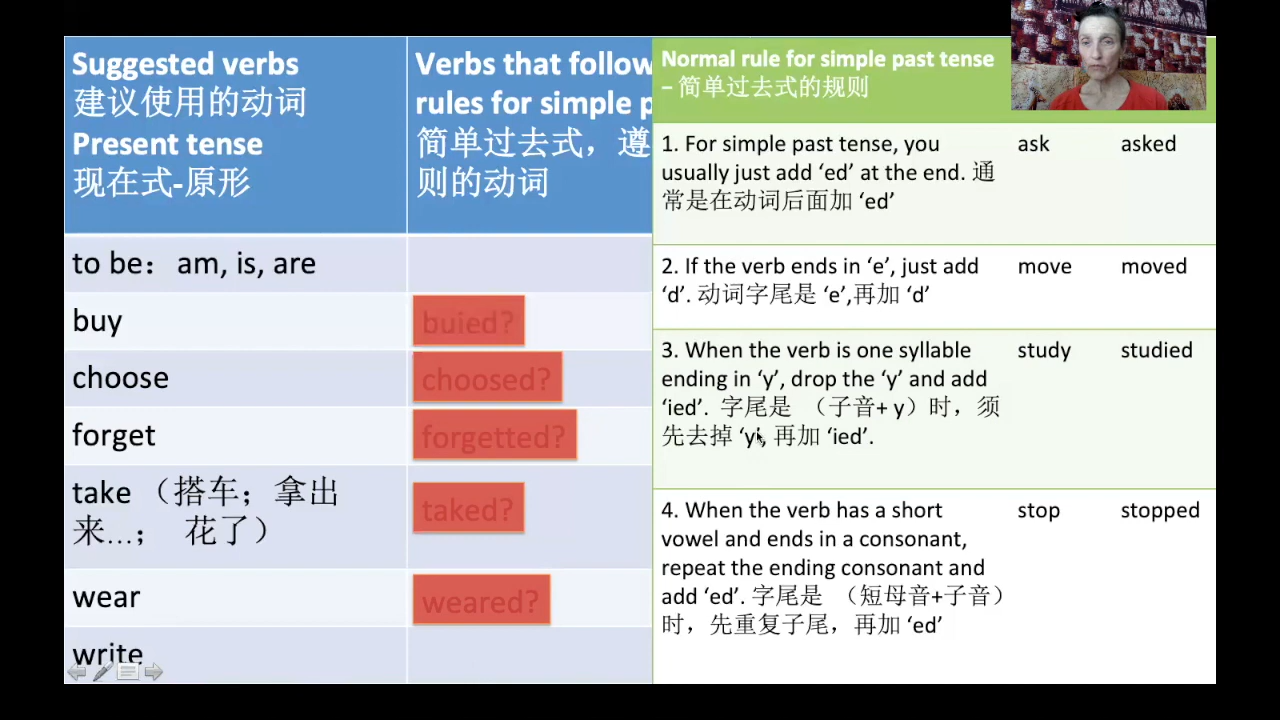 Suggested verbs
建议使用的动词
Present tense
现在式-原形
Verbs that follow
rules for simple p
简单过去式，遵
则的动词
to be： am, is, are
buy
buied?
choose
choosed?
forget
forgetted?
take （搭车；拿出
来...； 花了）
taked?
wear
weared?
write
Normal rule for simple past tense
– 简单过去式的规则
1. For simple past tense, you
usually just add ‘ed’ at the end. 通
常是在动词后面加 ‘ed’
ask
asked
2. If the verb ends in ‘e’, just add
‘d’. 动词字尾是 ‘e’,再加 ‘d’
move
moved
3. When the verb is one syllable
ending in ‘y’, drop the ‘y’ and add
‘ied’. 字尾是 （子音+ y）时，须
先去掉 ‘y’, 再加 ‘ied’.
study
studied
4. When the verb has a short
vowel and ends in a consonant,
repeat the ending consonant and
add ‘ed’. 字尾是 （短母音+子音）
时，先重复子尾，再加 ‘ed’
stop
stopped